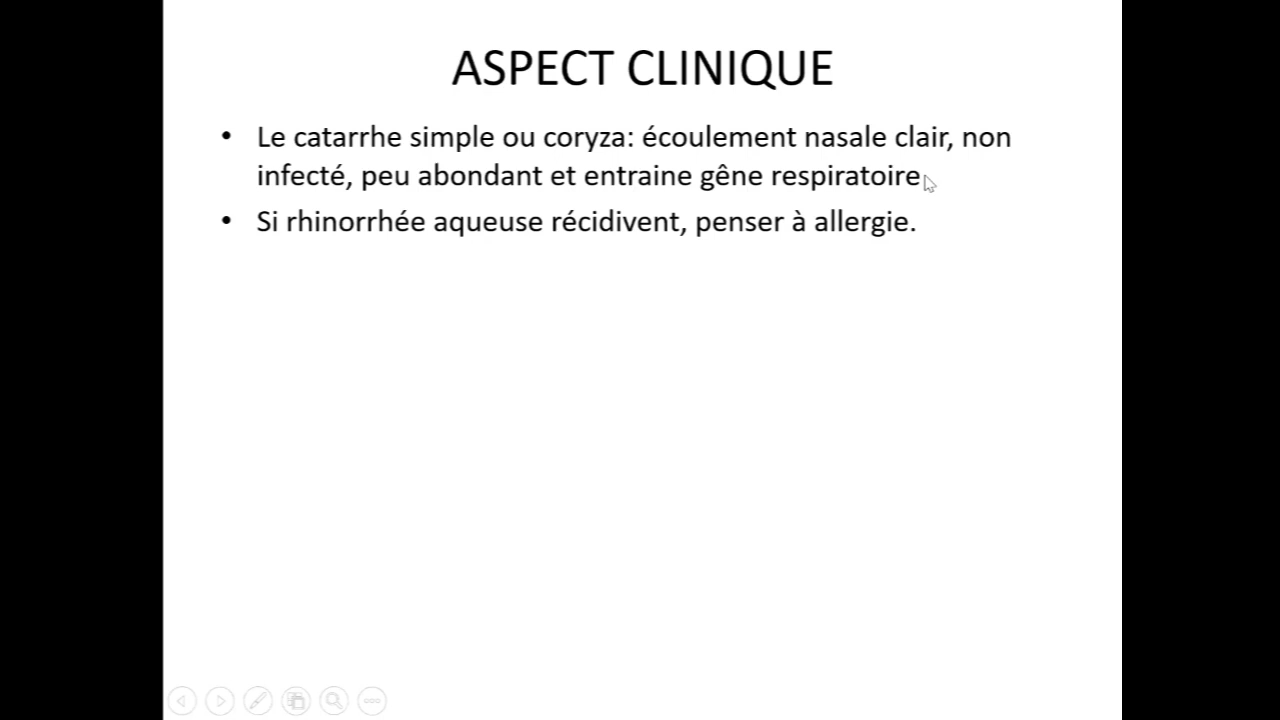 ASPECT CLINIQUE
• Le catarrhe simple ou coryza: écoulement nasale clair, non
infecté, peu abondant et entraine gêne respiratoire
• Si rhinorrhée aqueuse récidivent, penser à allergie.